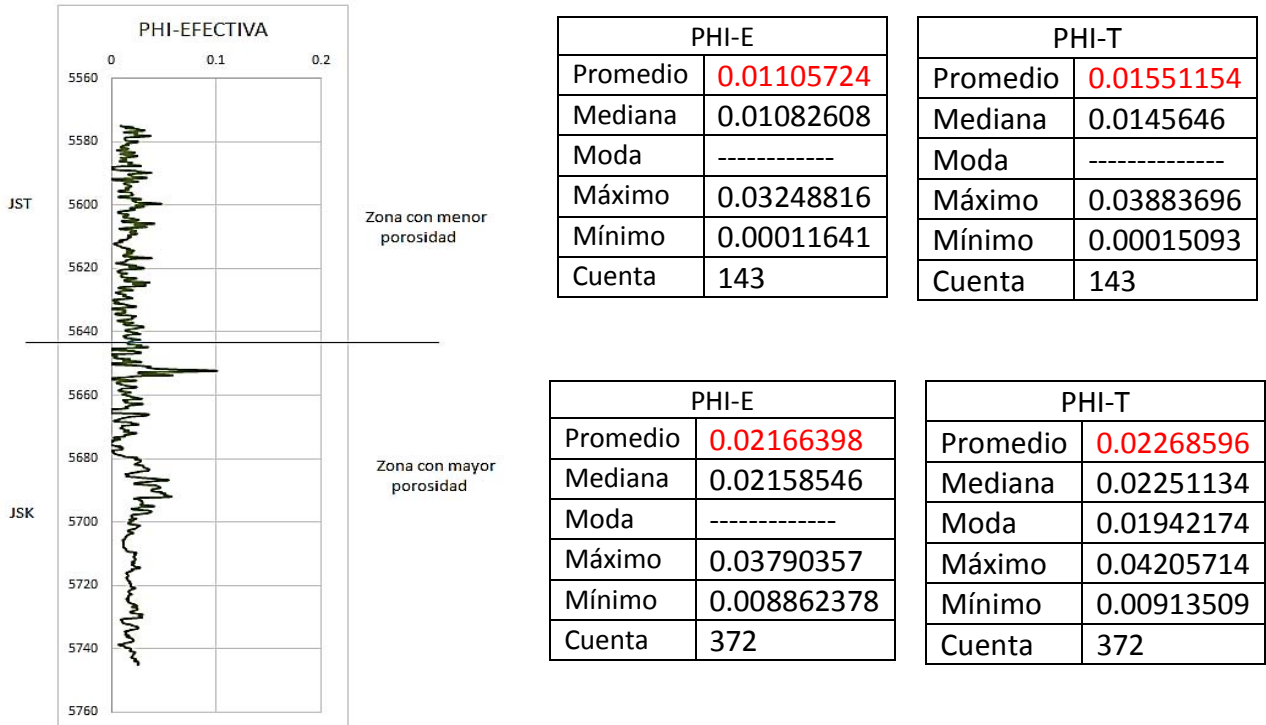 PHI-EFECTIVA
0 0.1 0.2
5560
5580
5600
5620
5640
5660
5680
5700
5720
5740
5760
JST
JSK
Zona con menor
porosidad
Zona con mayor
porosidad
PHI-E
Promedio 0.01105724
Mediana 0.01082608
Moda -------------
Máximo 0.03248816
Mínimo 0.00011641
Cuenta 143
PHI-T
Promedio 0.01551154
Mediana 0.0145646
Moda --------------
Máximo 0.03883696
Mínimo 0.00015093
Cuenta 143
PHI-E
Promedio 0.02166398
Mediana 0.02158546
Moda -------------
Máximo 0.03790357
Mínimo 0.008862378
Cuenta 372
PHI-T
Promedio 0.02268596
Mediana 0.02251134
Moda 0.01942174
Máximo 0.04205714
Mínimo 0.00913509
Cuenta 372